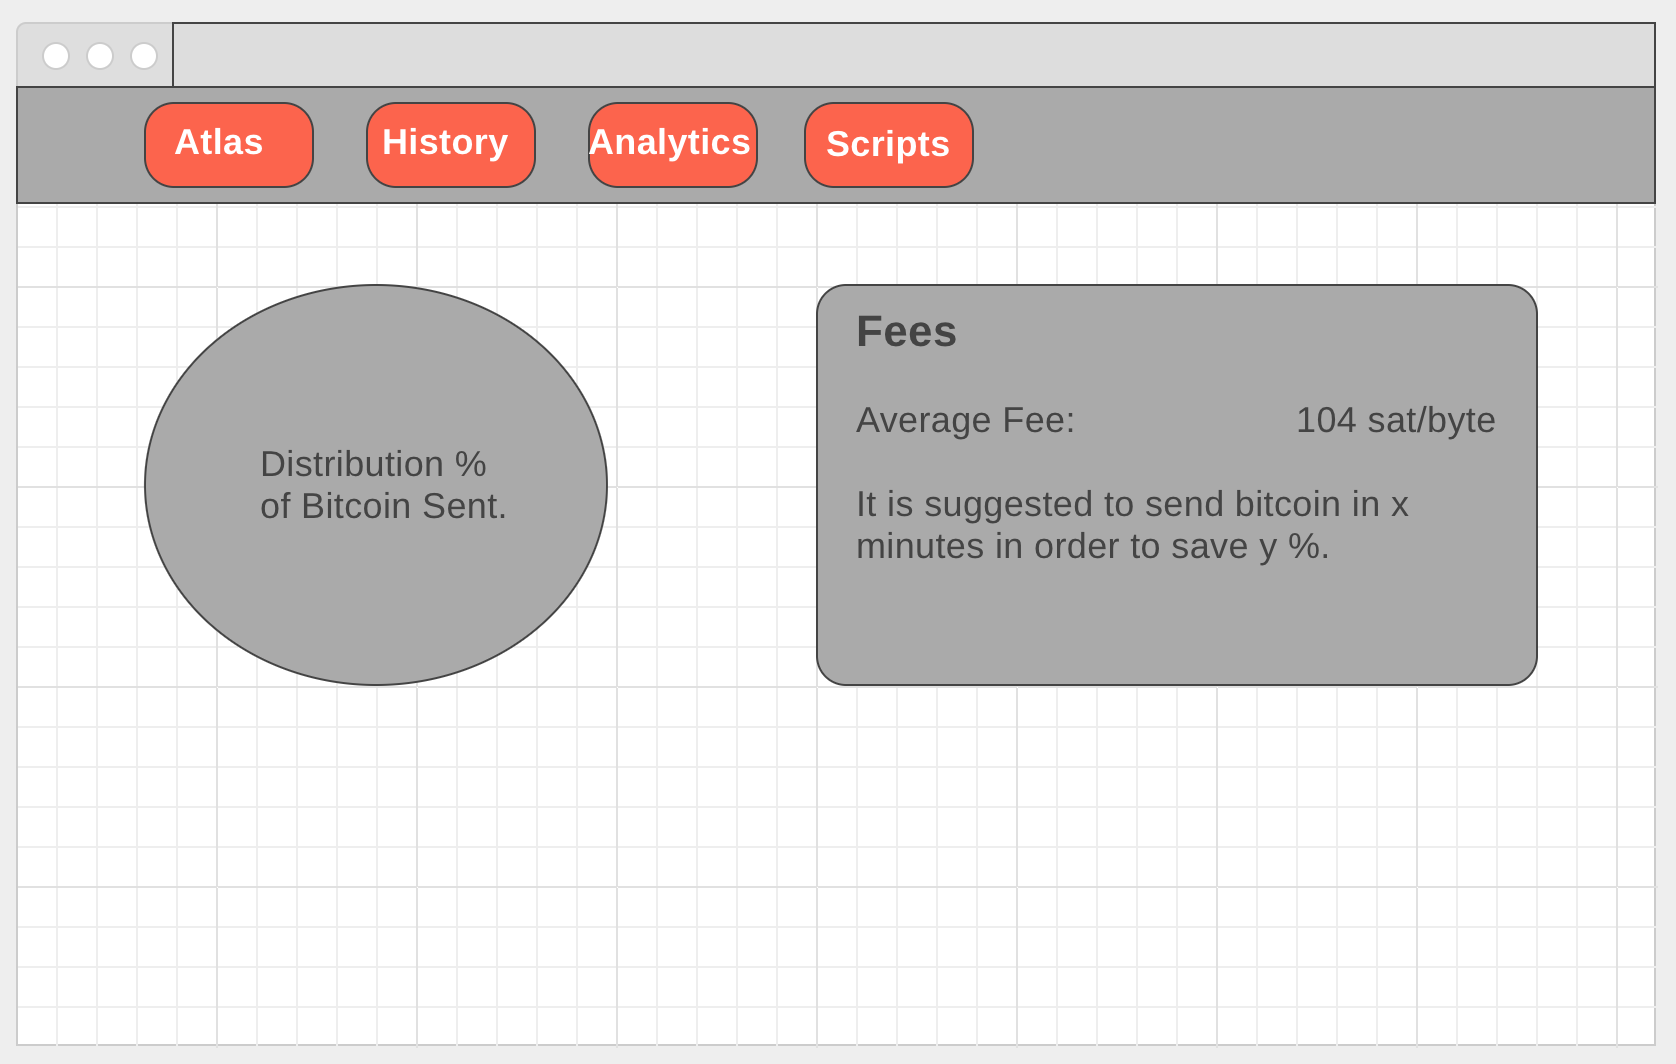 Atlas
History
Analytics
Scripts
Distribution %
of Bitcoin Sent.
Fees
Average Fee: 104 sat/byte
It is suggested to send bitcoin in x
minutes in order to save y %.